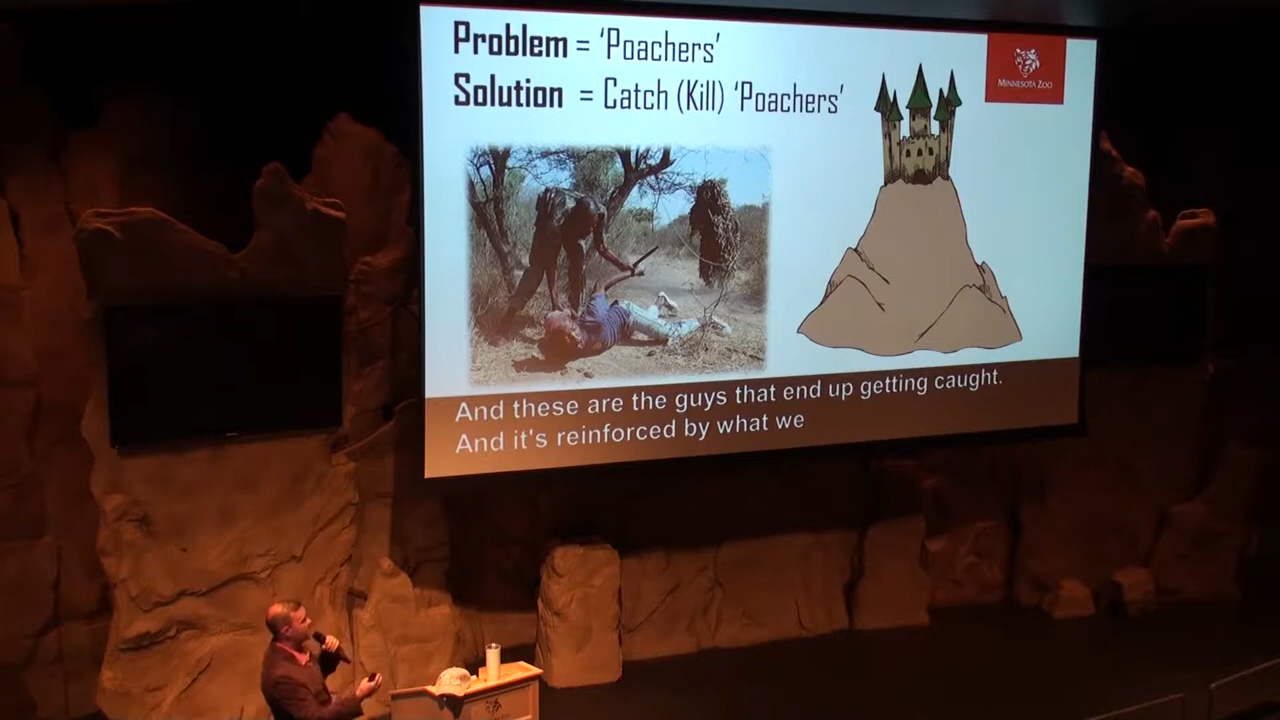 Problem = ‘Poachers’
Solution = Catch (Kill) ‘Poachers’
MINNESOTA ZOO
And these are the guys that end up getting caught.
And it's reinforced by what we